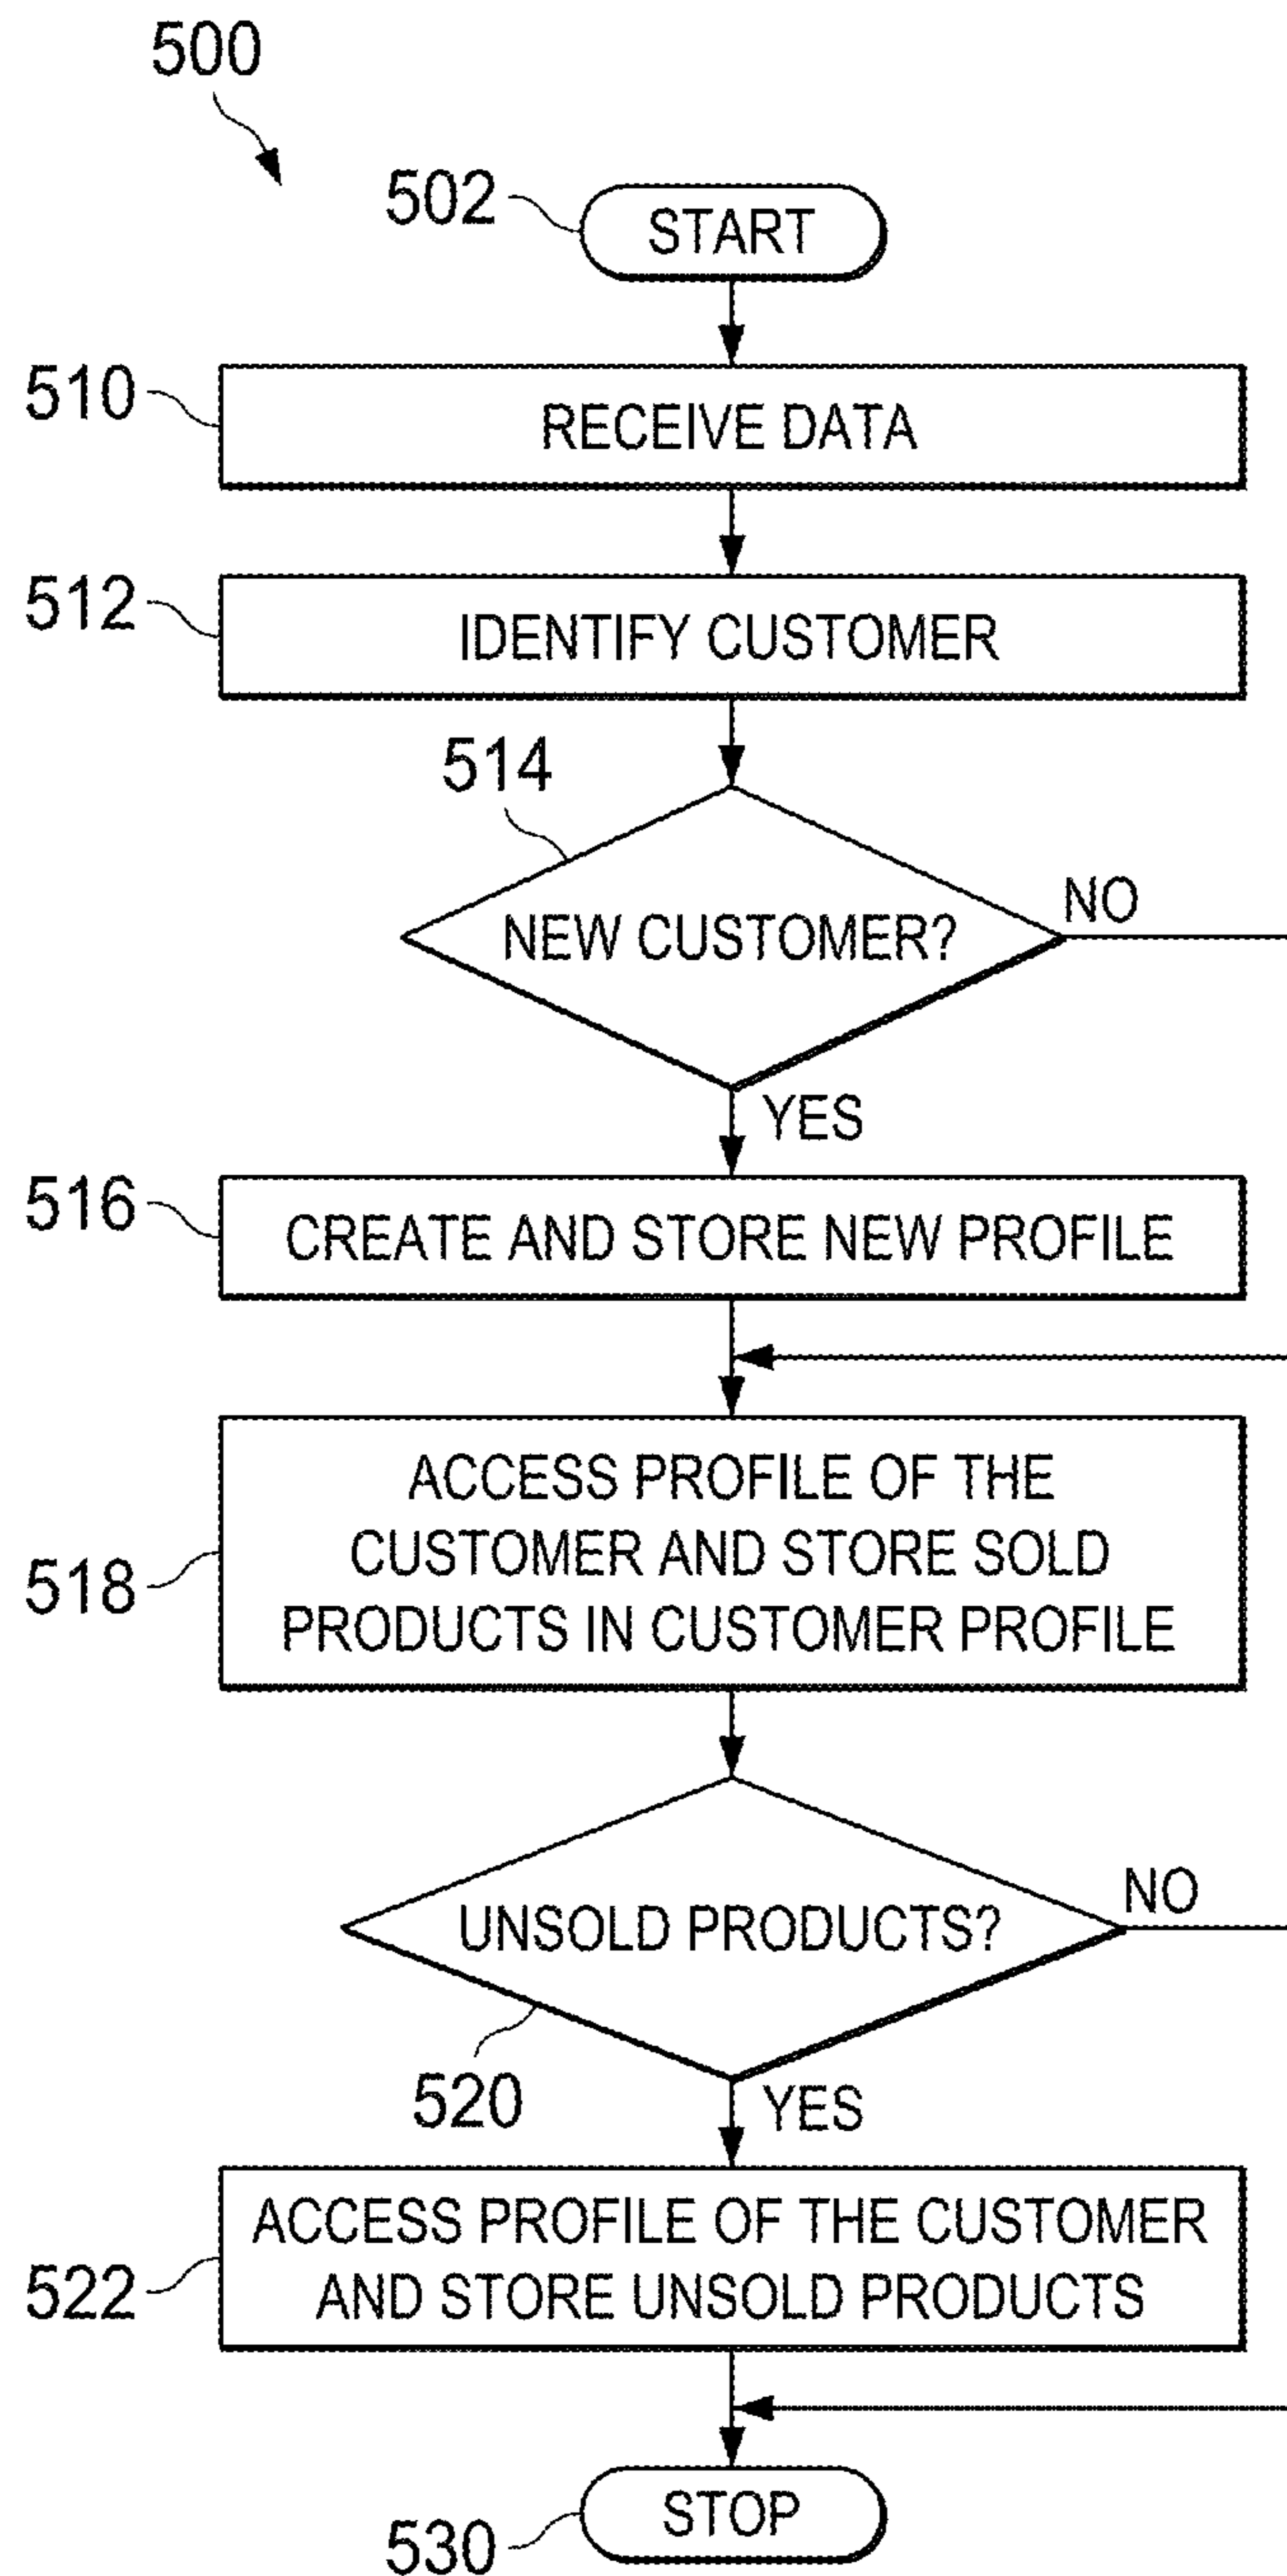 500
502
START
510
RECEIVE DATA
512
IDENTIFY CUSTOMER
514
NEW CUSTOMER?
NO
YES
516
CREATE AND STORE NEW PROFILE
518
ACCESS PROFILE OF THE
CUSTOMER AND STORE SOLD
PRODUCTS IN CUSTOMER PROFILE
UNSOLD PRODUCTS?
NO
520
YES
522
ACCESS PROFILE OF THE CUSTOMER
AND STORE UNSOLD PRODUCTS
530
STOP